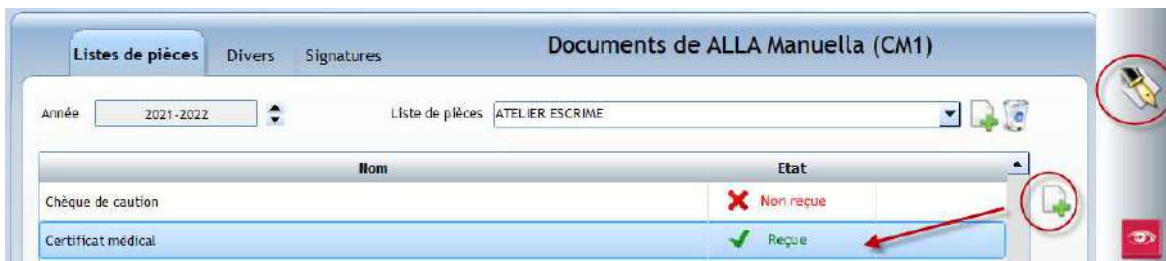 Listes de pièces Divers Signatures Documents de ALLA Manuella (CM1)
Année 2021-2022 Liste de pièces ATELIER ESCRIME
Nom Etat
Chèque de caution Non reçue
Certificat médical Reçue